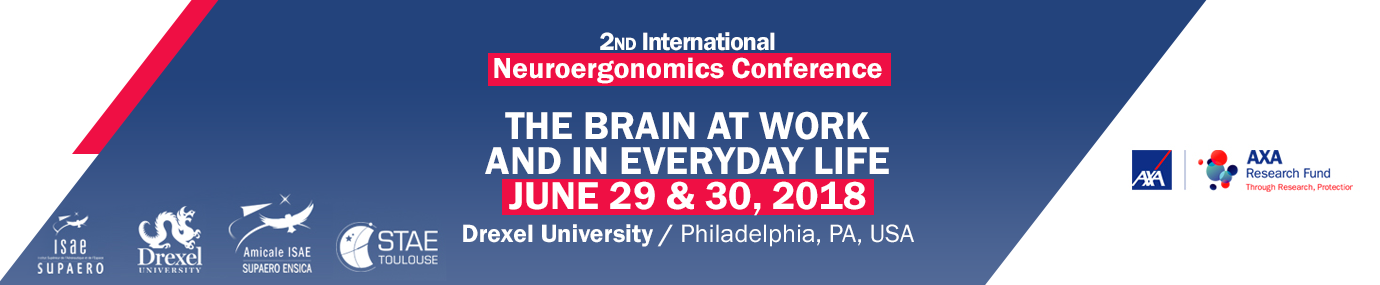 2ND International
Neuroergonomics Conference
THE BRAIN AT WORK
AND IN EVERYDAY LIFE
JUNE 29 & 30, 2018
Drexel University / Philadelphia, PA, USA
isae
SUPAERO
Drexel
UNIVERSITY
Amicale ISAE
SUPAERO ENSICA
STAE
TOULOUSE
AXA
AXA
Research Fund
Through Research, Protection